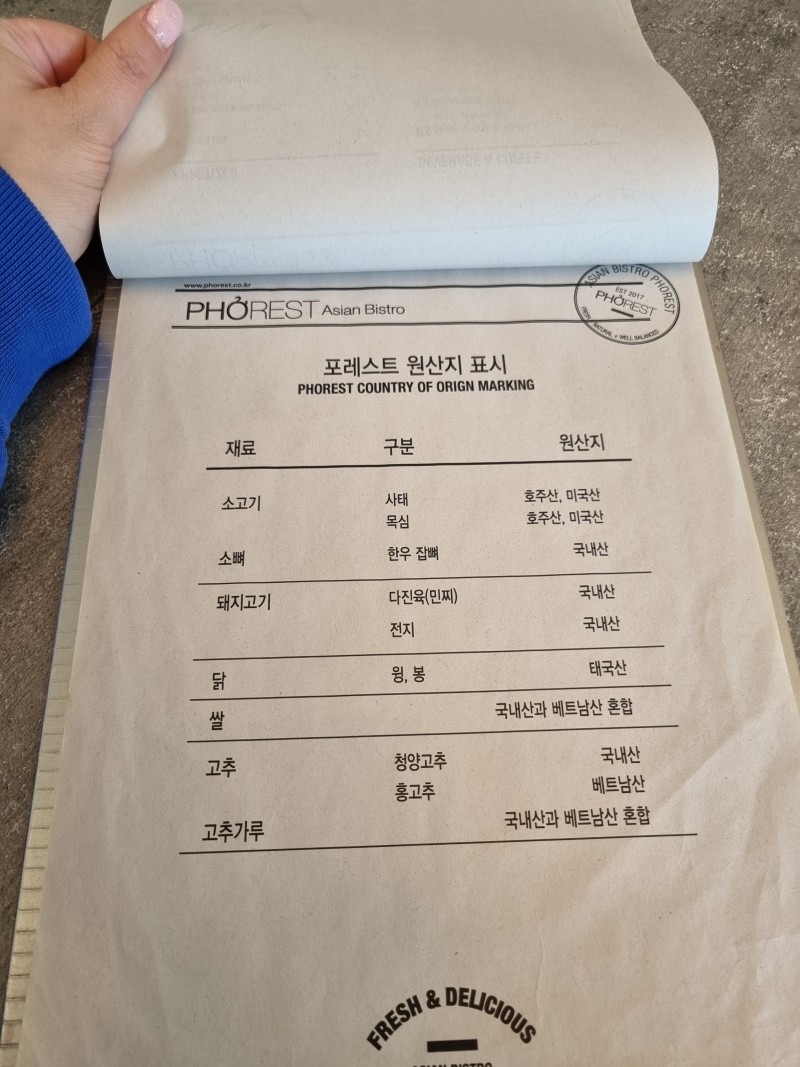 www.phorest.co.kr
PHỞREST Asian Bistro
ASIAN BISTRO PHOREST
EST 2017
PHỞREST
FRESH + NATURAL + WELL BALANCED
포레스트 원산지 표시
PHOREST COUNTRY OF ORIGN MARKING
재료 구분 원산지
소고기 사태 호주산, 미국산
목심 호주산, 미국산
소뼈 한우 잡뼈 국내산
돼지고기 다진육(민찌) 국내산
전지 국내산
닭 윙, 봉 태국산
쌀 국내산과 베트남산 혼합
고추 청양고추 국내산
홍고추 베트남산
고추가루 국내산과 베트남산 혼합
FRESH & DELICIOUS
ASIAN BISTRO